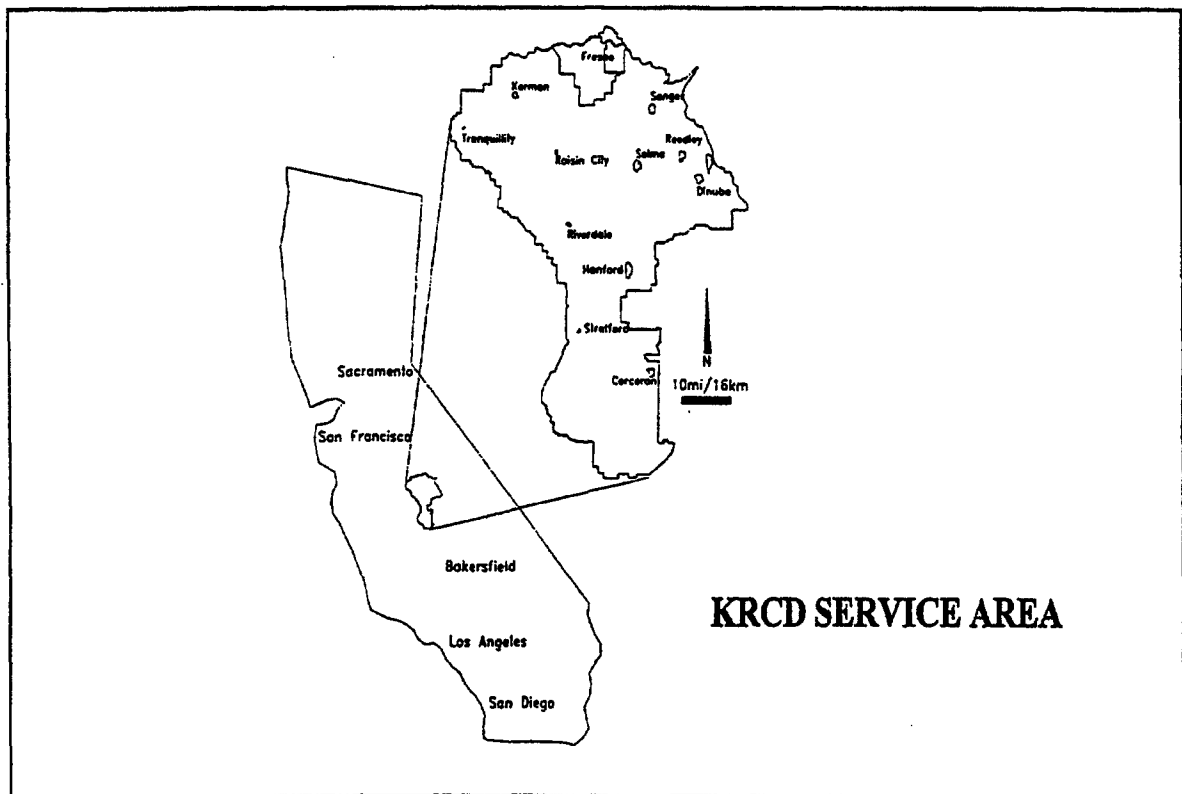 Fresno
Kerman
Sanger
Tranquillily
Reedley
Raisin City
Selma
Dinuba
Riverdale
Hanford
Stratford
N
Corcoran
10mi/16km
Sacramento
San Francisco
Bakersfield
KRCD SERVICE AREA
Los Angeles
San Diego